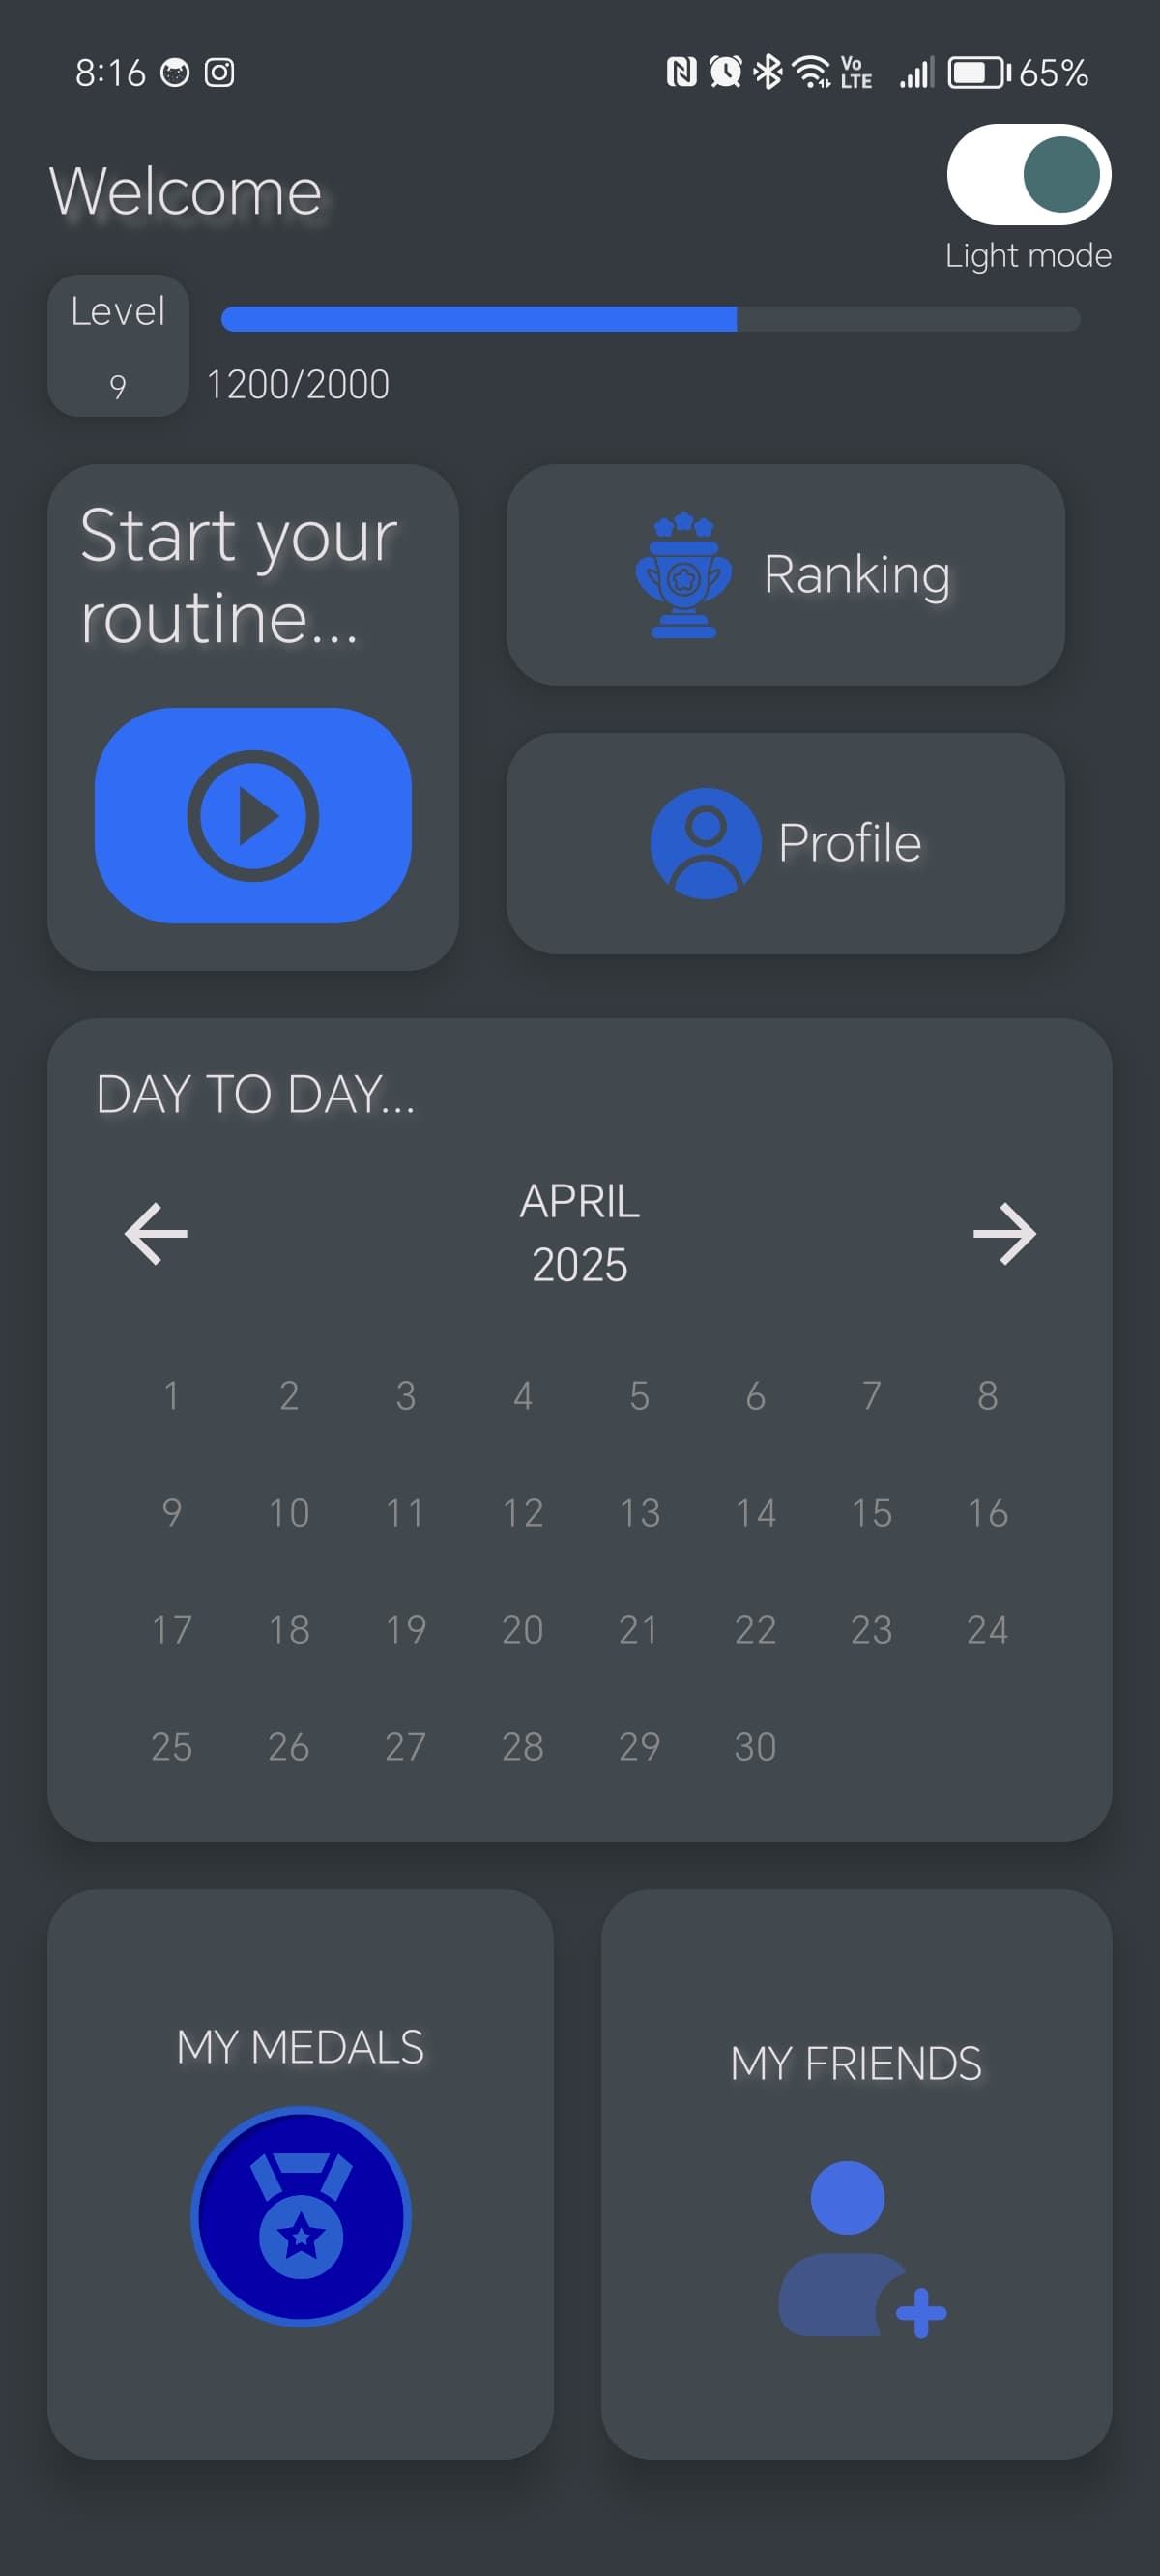 8:16
Vo
LTE
65%
Welcome
Light mode
Level
9
1200/2000
Start your
routine...
Ranking
Profile
DAY TO DAY...
APRIL
2025
1 2 3 4 5 6 7 8
9 10 11 12 13 14 15 16
17 18 19 20 21 22 23 24
25 26 27 28 29 30
MY MEDALS
MY FRIENDS